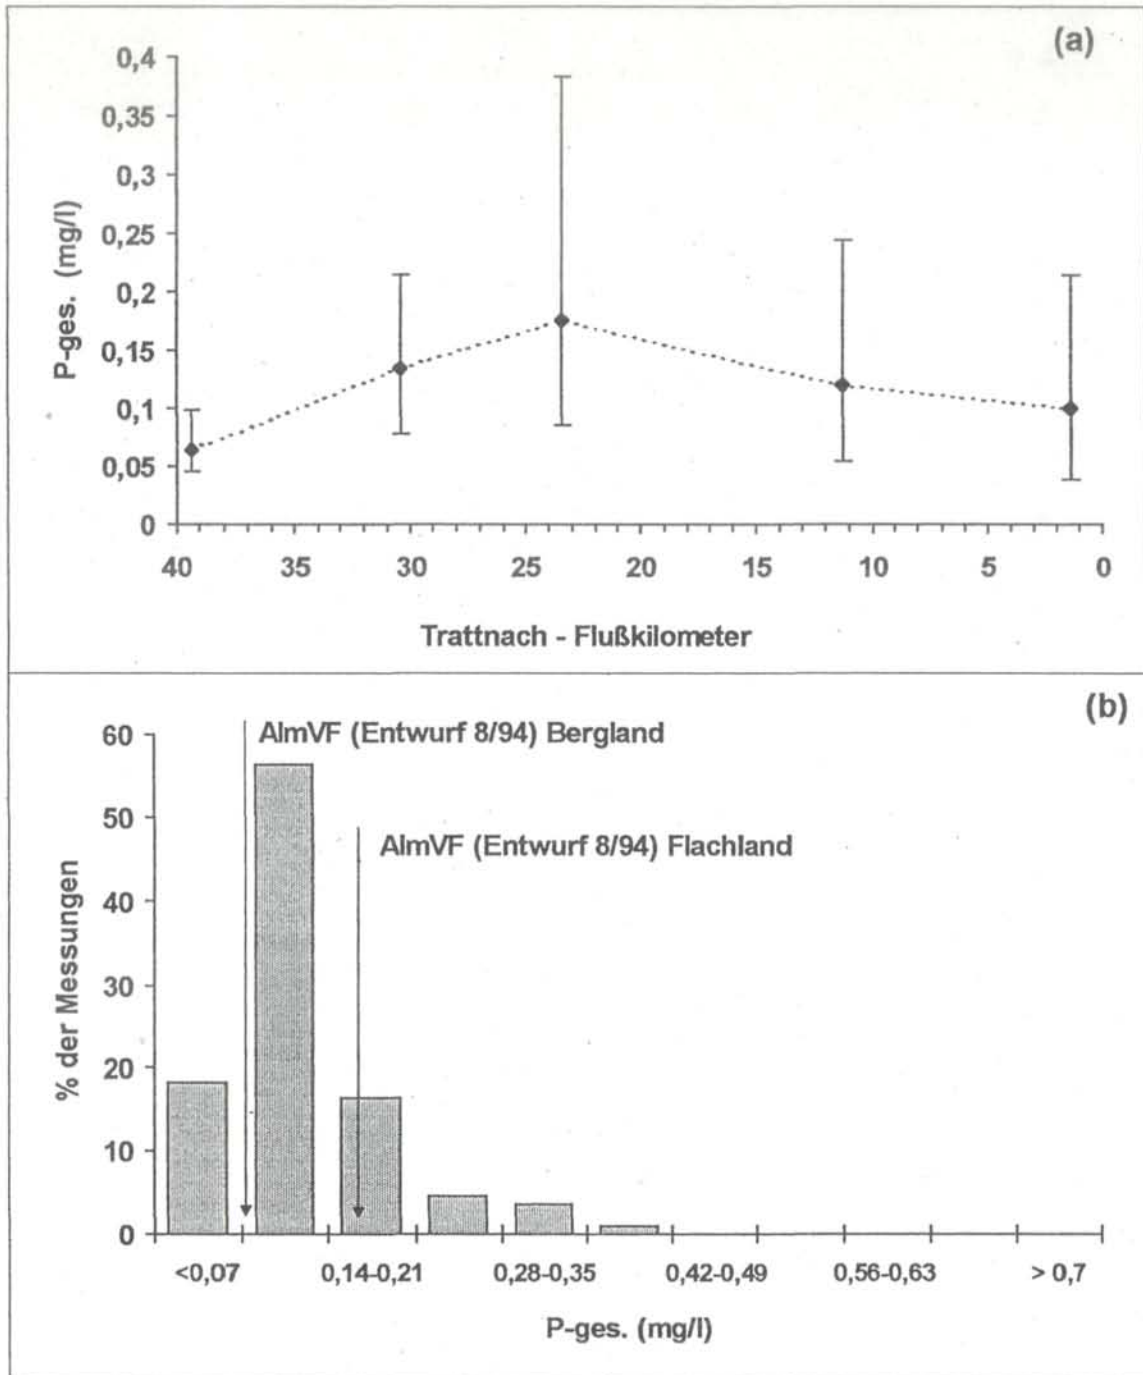 (a)
0,4
0,35
0,3
0,25
0,2
0,15
0,1
0,05
0
P-ges. (mg/l)
40 35 30 25 20 15 10 5 0
Trattnach - Flußkilometer
(b)
AImVF (Entwurf 8/94) Bergland
AImVF (Entwurf 8/94) Flachland
60
50
40
30
20
10
0
% der Messungen
<0,07 0,14-0,21 0,28-0,35 0,42-0,49 0,56-0,63 > 0,7
P-ges. (mg/l)